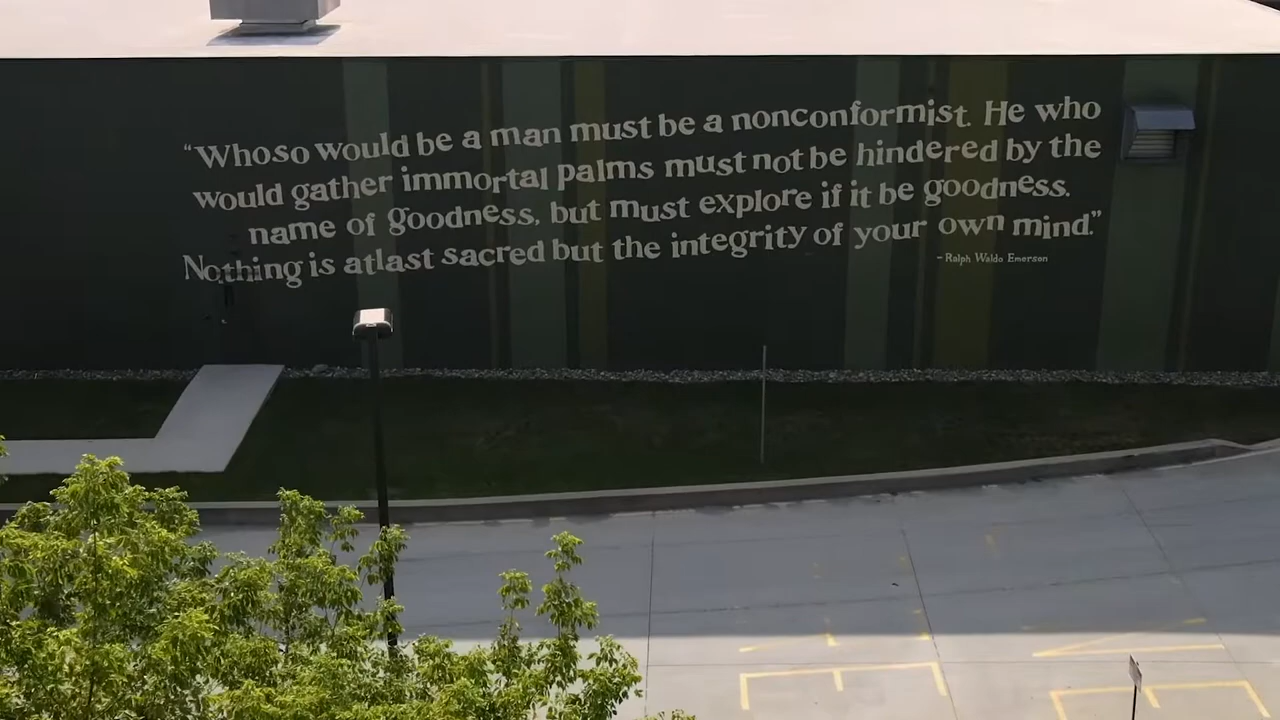 “Whoso would be a man must be a nonconformist. He who
would gather immortal palms must not be hindered by the
name of goodness, but must explore if it be goodness.
Nothing is at last sacred but the integrity of your own mind.”
-Ralph Waldo Emerson